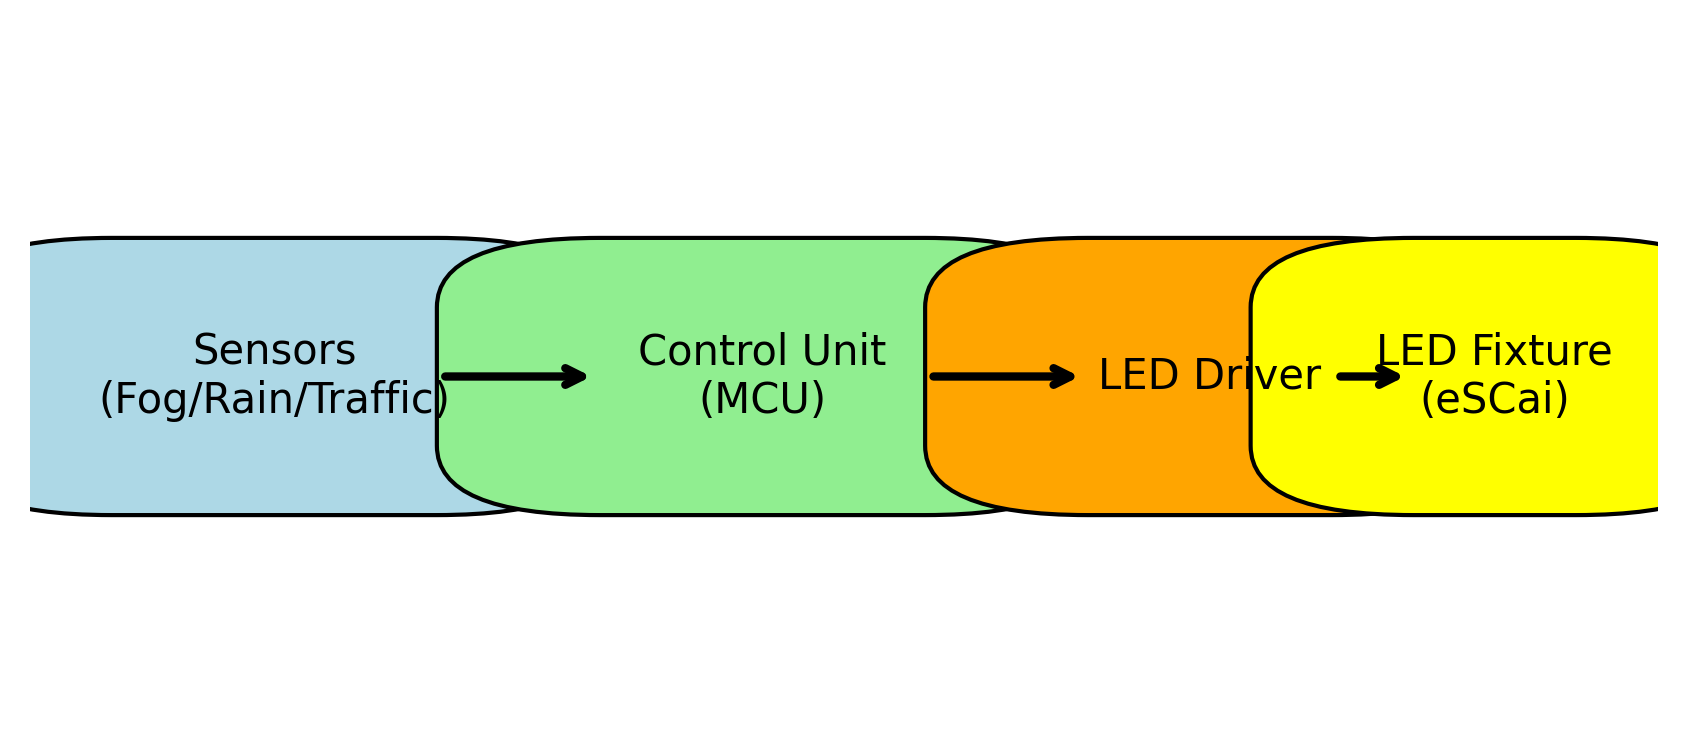 Sensors
(Fog/Rain/Traffic)
Control Unit
(MCU)
LED Driver
LED Fixture
(eSCai)